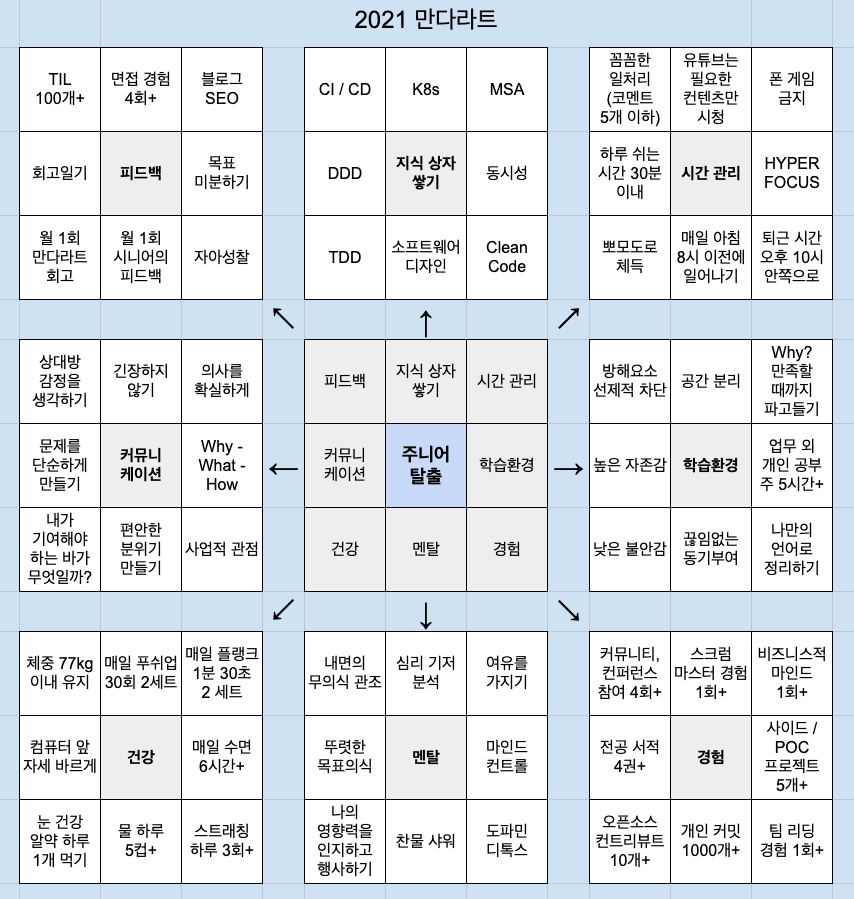 2021 만다라트
TIL
100개+
면접 경험
4회+
블로그
SEO
회고일기
피드백
목표
미분하기
월 1회
만다라트
회고
월 1회
시니어의
피드백
자아성찰
CI / CD
K8s
MSA
DDD
지식 상자
쌓기
동시성
TDD
소프트웨어
디자인
Clean
Code
꼼꼼한
일처리
(코멘트
5개 이하)
유튜브는
필요한
컨텐츠만
시청
폰 게임
금지
하루 쉬는
시간 30분
이내
시간 관리
HYPER
FOCUS
뽀모도로
체득
매일 아침
8시 이전에
일어나기
퇴근 시간
오후 10시
안쪽으로
상대방
감정을
생각하기
긴장하지
않기
의사를
확실하게
문제를
단순하게
만들기
커뮤니
케이션
Why -
What -
How
내가
기여해야
하는 바가
무엇일까?
편안한
분위기
만들기
사업적 관점
피드백
지식 상자
쌓기
시간 관리
커뮤니
케이션
주니어
탈출
학습환경
건강
멘탈
경험
방해요소
선제적 차단
공간 분리
Why?
만족할
때까지
파고들기
높은 자존감
학습환경
업무 외
개인 공부
주 5시간+
낮은 불안감
끊임없는
동기부여
나만의
언어로
정리하기
체중 77kg
이내 유지
매일 푸쉬업
30회 2세트
매일 플랭크
1분 30초
2 세트
컴퓨터 앞
자세 바르게
건강
매일 수면
6시간+
눈 건강
알약 하루
1개 먹기
물 하루
5컵+
스트래칭
하루 3회+
내면의
무의식 관조
심리 기저
분석
여유를
가지기
뚜렷한
목표의식
멘탈
마인드
컨트롤
나의
영향력을
인지하고
행사하기
찬물 샤워
도파민
디톡스
커뮤니티,
컨퍼런스
참여 4회+
스크럼
마스터 경험
1회+
비즈니스적
마인드
1회+
전공 서적
4권+
경험
사이드 /
POC
프로젝트
5개+
오픈소스
컨트리뷰트
10개+
개인 커밋
1000개+
팀 리딩
경험 1회+